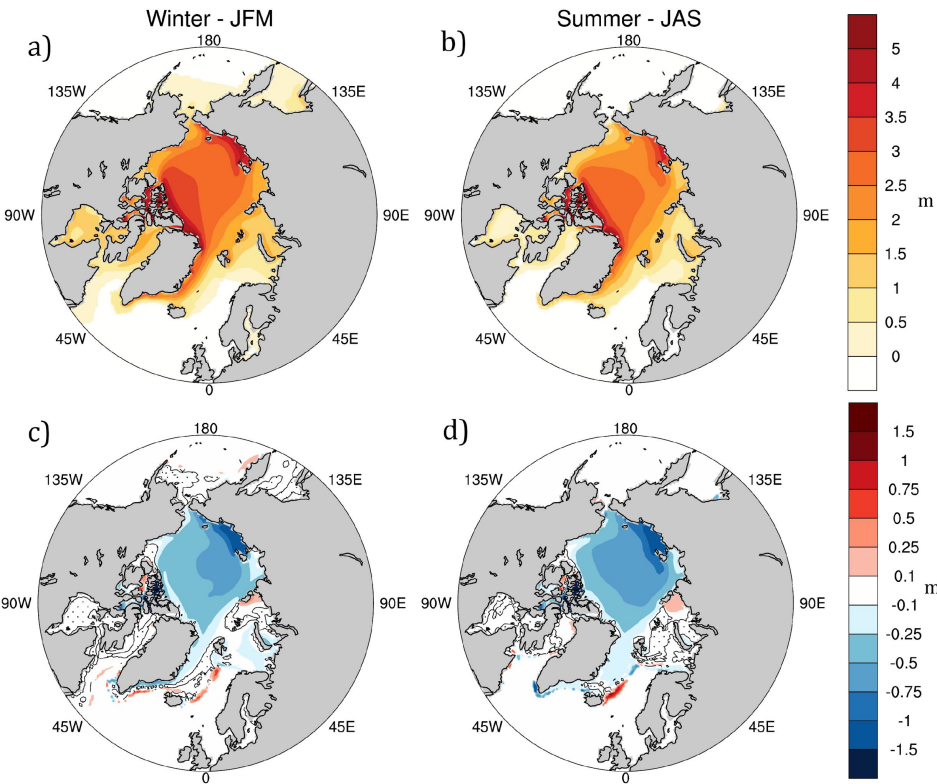 Winter - JFM
Summer - JAS
a)
180
135W
135E
90W
90E
45W
45E
0
b)
180
135W
135E
90W
90E
45W
45E
0
5
4
3.5
3
2.5
2
1.5
1
0.5
0
m
c)
180
135W
135E
90W
90E
45W
45E
0
d)
180
135W
135E
90W
90E
45W
45E
0
1.5
1
0.75
0.5
0.25
0.1
-0.1
-0.25
-0.5
-0.75
-1
-1.5
m